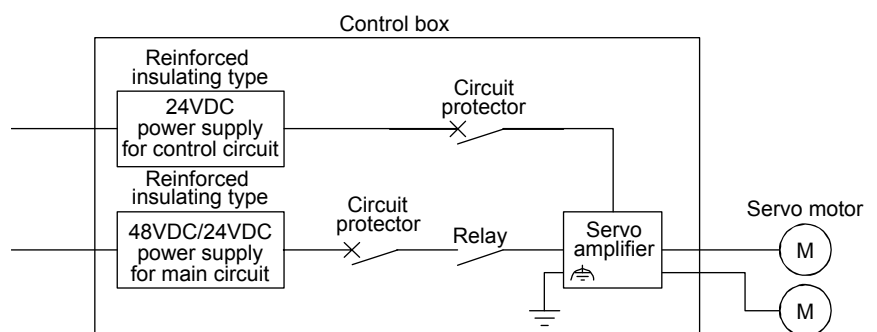 Control box
Reinforced
insulating type
24VDC
power supply
for control circuit
Circuit
protector
Reinforced
insulating type
48VDC/24VDC
power supply
for main circuit
Circuit
protector
Relay
Servo
amplifier
Servo motor
M
M